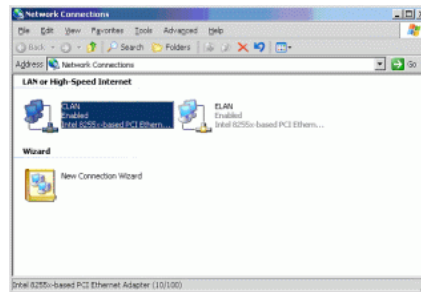 Network Connections
File Edit View Favorites Tools Advanced Help
Back Search Folders
Address Network Connections Go
LAN or High-Speed Internet
CLAN ELAN
Enabled Enabled
Intel 8255x-based PCI Ethern... Intel 8255x-based PCI Ethern...
Wizard
New Connection Wizard
Intel 8255x-based PCI Ethernet Adapter (10/100)